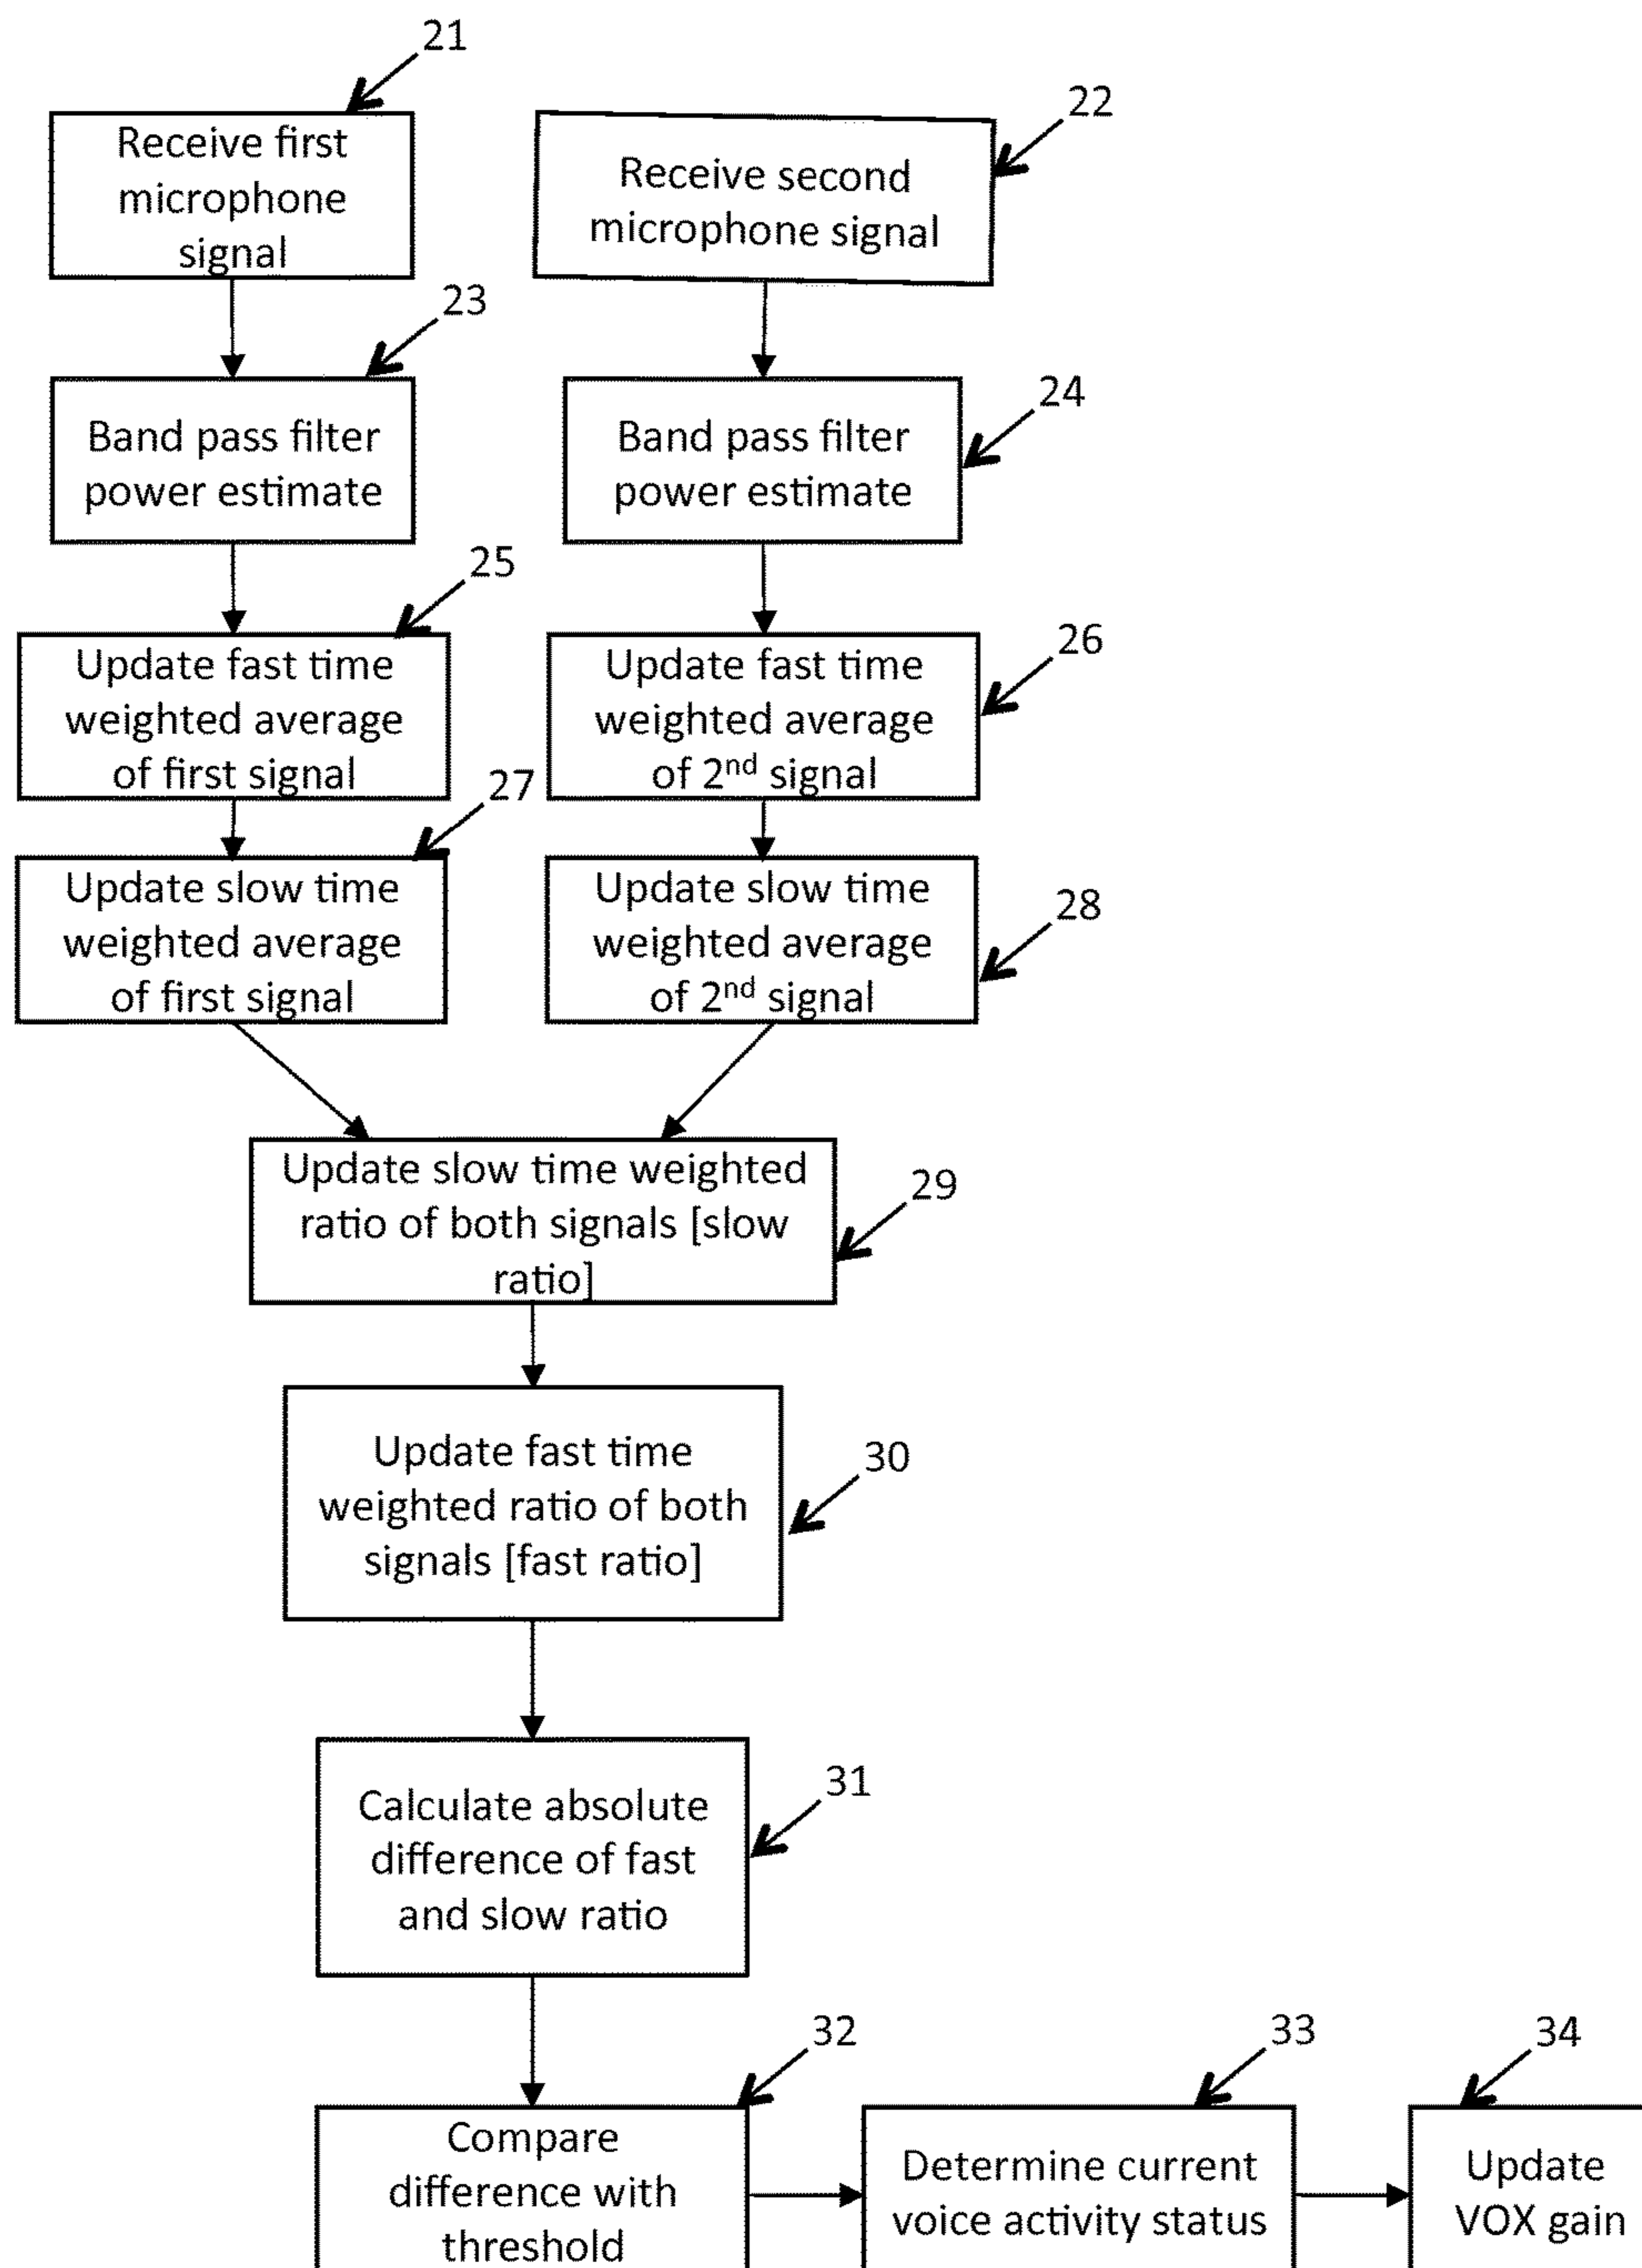 21
Receive first
microphone
signal
22
Receive second
microphone signal
23
Band pass filter
power estimate
24
Band pass filter
power estimate
25
Update fast time
weighted average
of first signal
26
Update fast time
weighted average
of 2nd signal
27
Update slow time
weighted average
of first signal
28
Update slow time
weighted average
of 2nd signal
29
Update slow time weighted
ratio of both signals [slow
ratio]
30
Update fast time
weighted ratio of both
signals [fast ratio]
31
Calculate absolute
difference of fast
and slow ratio
32
Compare
difference with
threshold
33
Determine current
voice activity status
34
Update
VOX gain